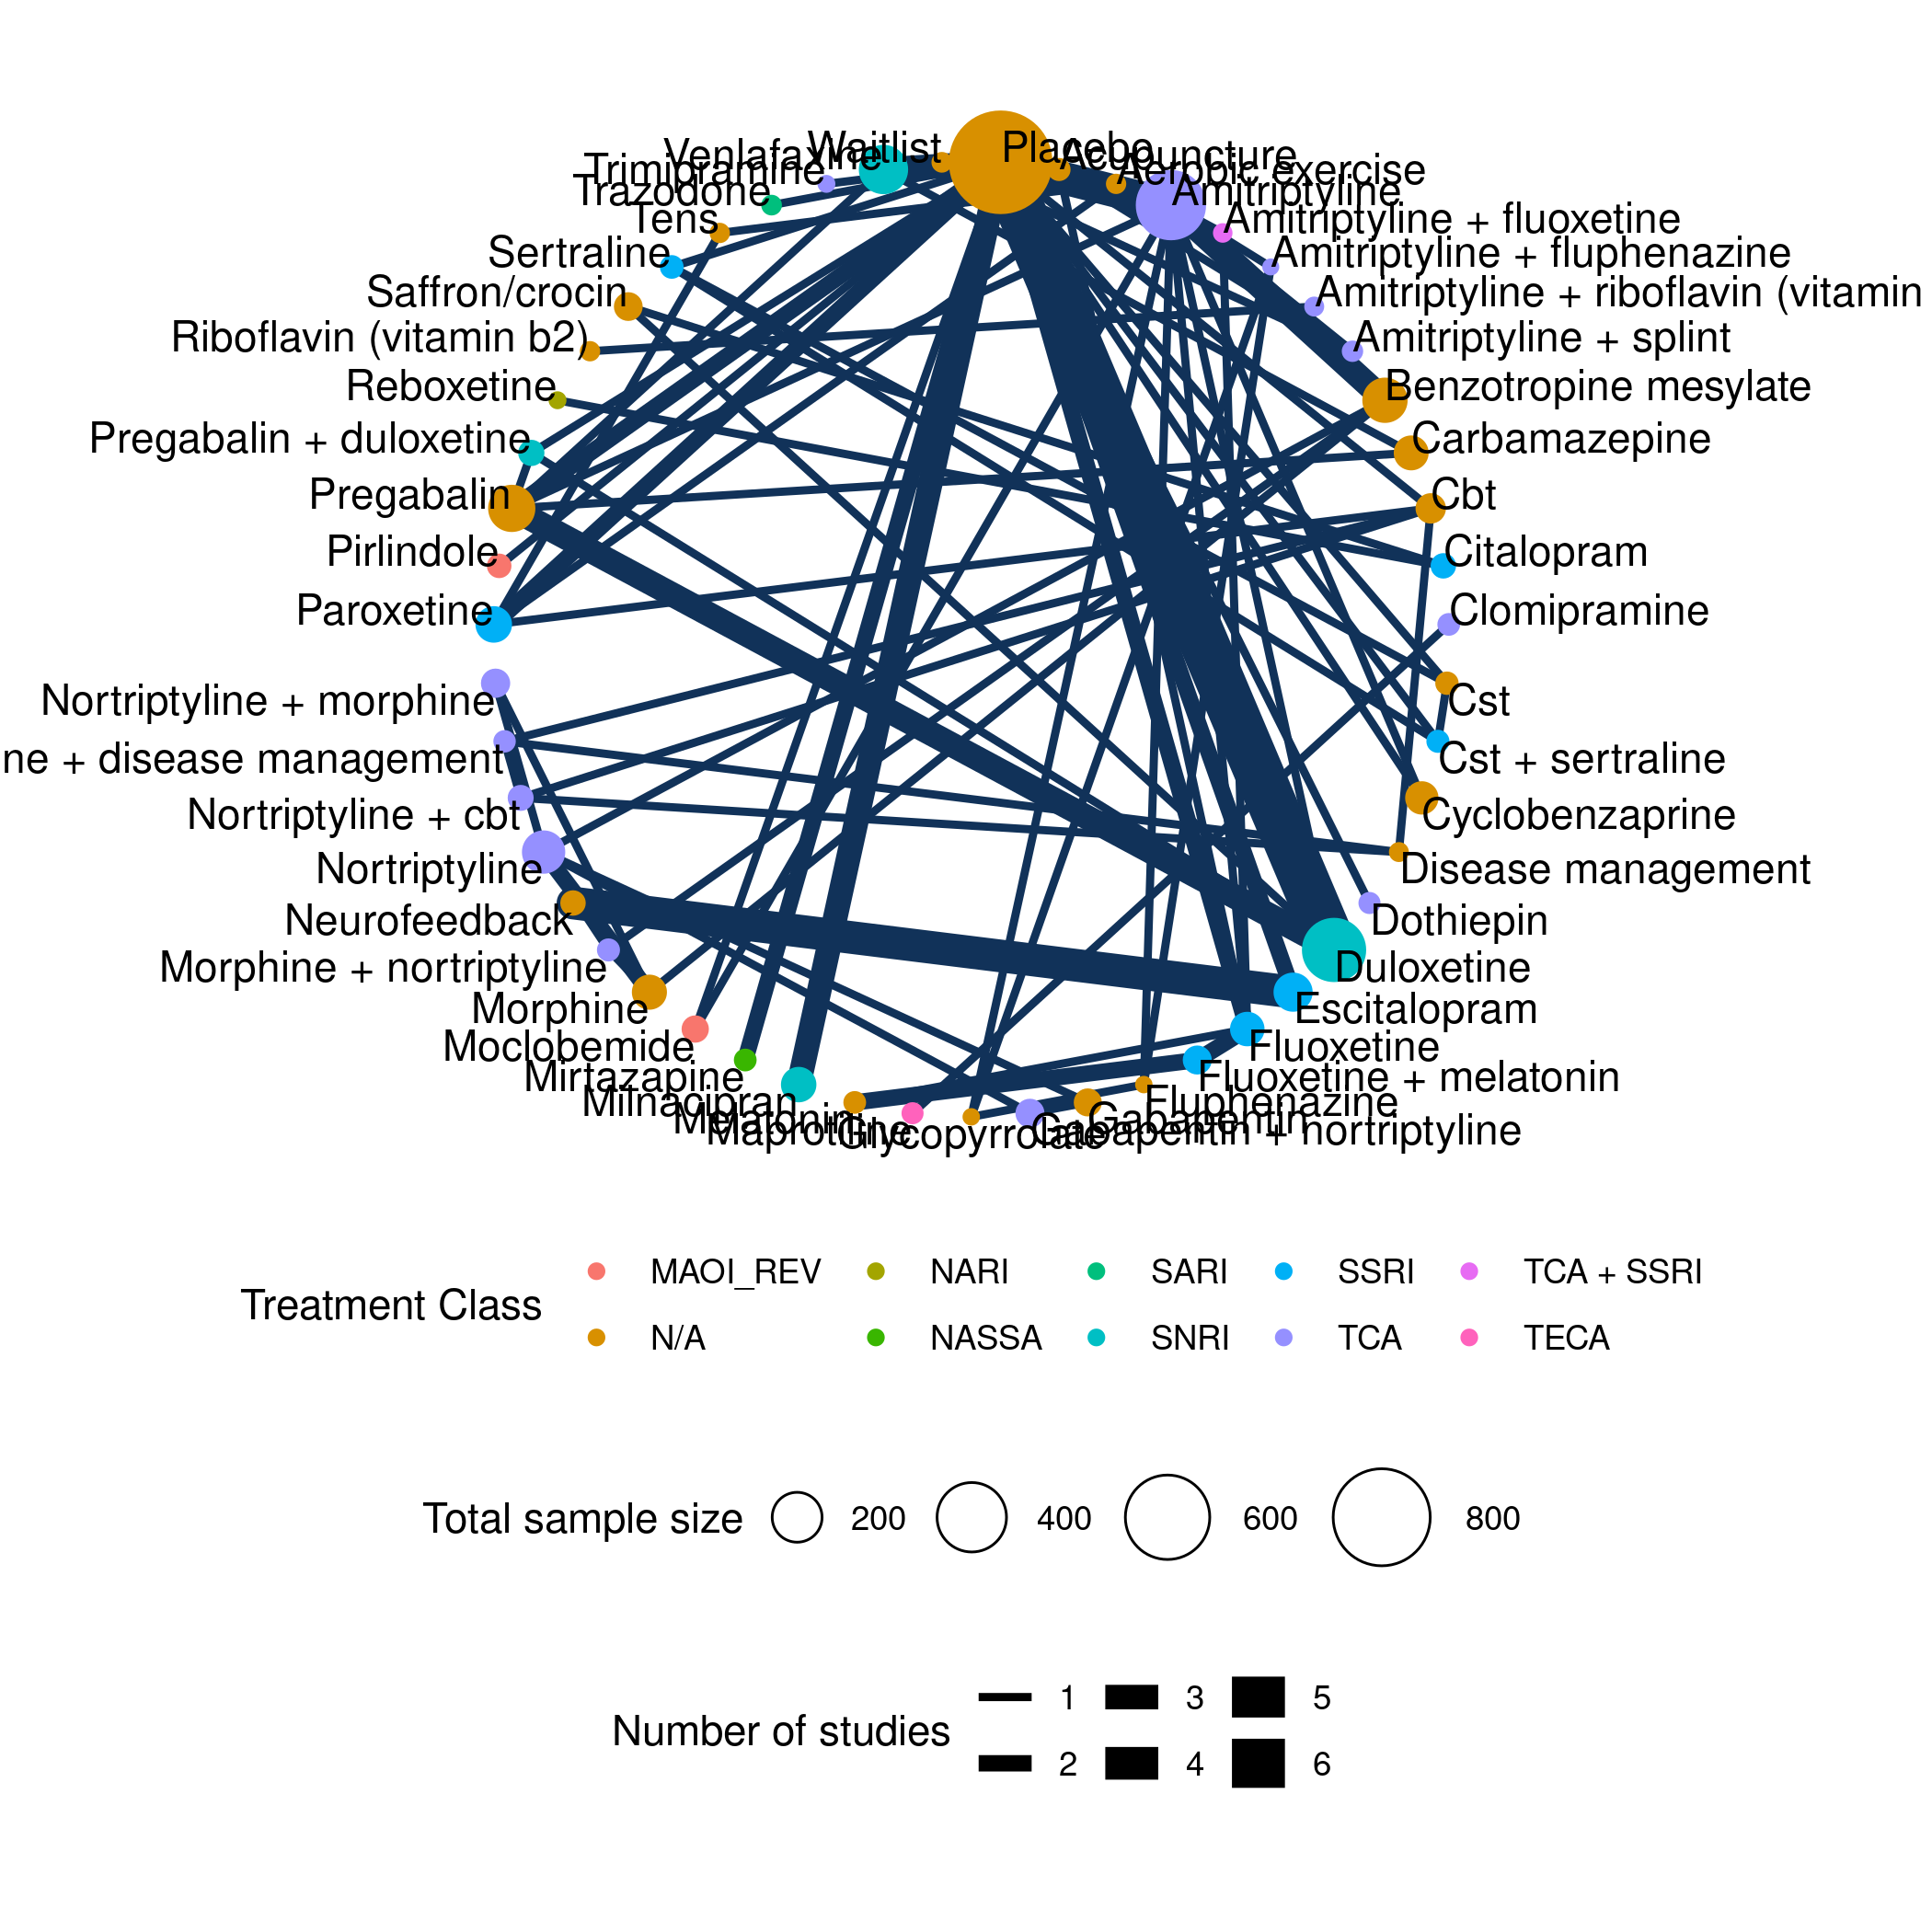 Placebo
Acupuncture
Aerobic exercise
Amitriptyline
Amitriptyline + fluoxetine
Amitriptyline + fluphenazine
Amitriptyline + riboflavin (vitamin
Amitriptyline + splint
Benzotropine mesylate
Carbamazepine
Cbt
Citalopram
Clomipramine
Cst
Cst + sertraline
Cyclobenzaprine
Disease management
Dothiepin
Duloxetine
Escitalopram
Fluoxetine
Fluoxetine + melatonin
Fluphenazine
Gabapentin
Gabapentin + nortriptyline
Glycopyrrolate
Maprotiline
Melatonin
Milnacipran
Mirtazapine
Moclobemide
Morphine
Morphine + nortriptyline
Neurofeedback
Nortriptyline
Nortriptyline + cbt
ne + disease management
Nortriptyline + morphine
Paroxetine
Pirlindole
Pregabalin
Pregabalin + duloxetine
Reboxetine
Riboflavin (vitamin b2)
Saffron/crocin
Sertraline
Tens
Trazodone
Trimipramine
Venlafaxine
Waitlist
Treatment Class
MAOI_REV
NARI
SARI
SSRI
TCA + SSRI
N/A
NASSA
SNRI
TCA
TECA
Total sample size
200
400
600
800
Number of studies
1
3
5
2
4
6